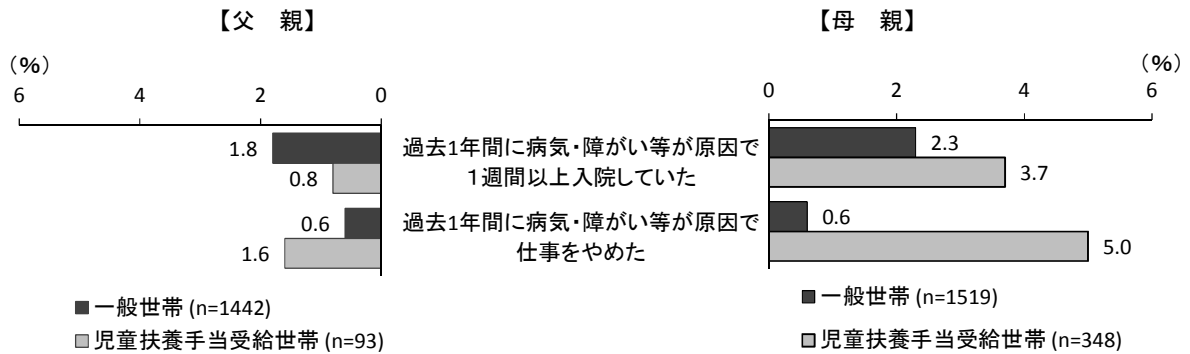 【父　親】
【母　親】
(%)
6 4 2 0
(%)
0 2 4 6
1.8
0.8
過去1年間に病気・障がい等が原因で
1週間以上入院していた
2.3
3.7
0.6
1.6
過去1年間に病気・障がい等が原因で
仕事をやめた
0.6
5.0
一般世帯 (n=1442)
児童扶養手当受給世帯 (n=93)
一般世帯 (n=1519)
児童扶養手当受給世帯 (n=348)